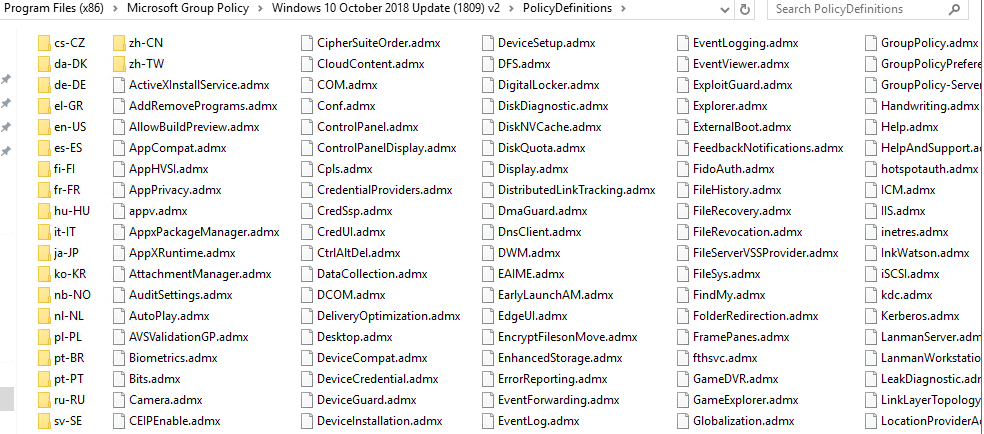 Program Files (x86) › Microsoft Group Policy › Windows 10 October 2018 Update (1809) v2 › PolicyDefinitions ›
Search PolicyDefinitions
cs-CZ
da-DK
de-DE
el-GR
en-US
es-ES
fi-FI
fr-FR
hu-HU
it-IT
ja-JP
ko-KR
nb-NO
nl-NL
pl-PL
pt-BR
pt-PT
ru-RU
sv-SE
zh-CN
zh-TW
ActiveXInstallService.admx
AddRemovePrograms.admx
AllowBuildPreview.admx
AppCompat.admx
AppHVSI.admx
AppPrivacy.admx
appv.admx
AppxPackageManager.admx
AppXRuntime.admx
AttachmentManager.admx
AuditSettings.admx
AutoPlay.admx
AVSValidationGP.admx
Biometrics.admx
Bits.admx
Camera.admx
CEIPEnable.admx
CipherSuiteOrder.admx
CloudContent.admx
COM.admx
Conf.admx
ControlPanel.admx
ControlPanelDisplay.admx
Cpls.admx
CredentialProviders.admx
CredSsp.admx
CredUI.admx
CtrlAltDel.admx
DataCollection.admx
DCOM.admx
DeliveryOptimization.admx
Desktop.admx
DeviceCompat.admx
DeviceCredential.admx
DeviceGuard.admx
DeviceInstallation.admx
DeviceSetup.admx
DFS.admx
DigitalLocker.admx
DiskDiagnostic.admx
DiskNVCache.admx
DiskQuota.admx
Display.admx
DistributedLinkTracking.admx
DmaGuard.admx
DnsClient.admx
DWM.admx
EAIME.admx
EarlyLaunchAM.admx
EdgeUI.admx
EncryptFilesonMove.admx
EnhancedStorage.admx
ErrorReporting.admx
EventForwarding.admx
EventLog.admx
EventLogging.admx
EventViewer.admx
ExploitGuard.admx
Explorer.admx
ExternalBoot.admx
FeedbackNotifications.admx
FidoAuth.admx
FileHistory.admx
FileRecovery.admx
FileRevocation.admx
FileServerVSSProvider.admx
FileSys.admx
FindMy.admx
FolderRedirection.admx
FramePanes.admx
fthsvc.admx
GameDVR.admx
GameExplorer.admx
Globalization.admx
GroupPolicy.admx
GroupPolicyPrefere
GroupPolicy-Server
Handwriting.admx
Help.admx
HelpAndSupport.a
hotspotauth.admx
ICM.admx
IIS.admx
inetres.admx
InkWatson.admx
iSCSI.admx
kdc.admx
Kerberos.admx
LanmanServer.adm
LanmanWorkstatio
LeakDiagnostic.adm
LinkLayerTopology
LocationProviderA